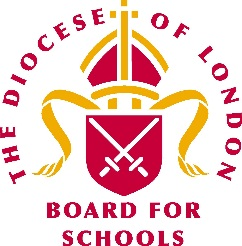 THE DIOCESE OF LONDON
BOARD FOR
SCHOOLS